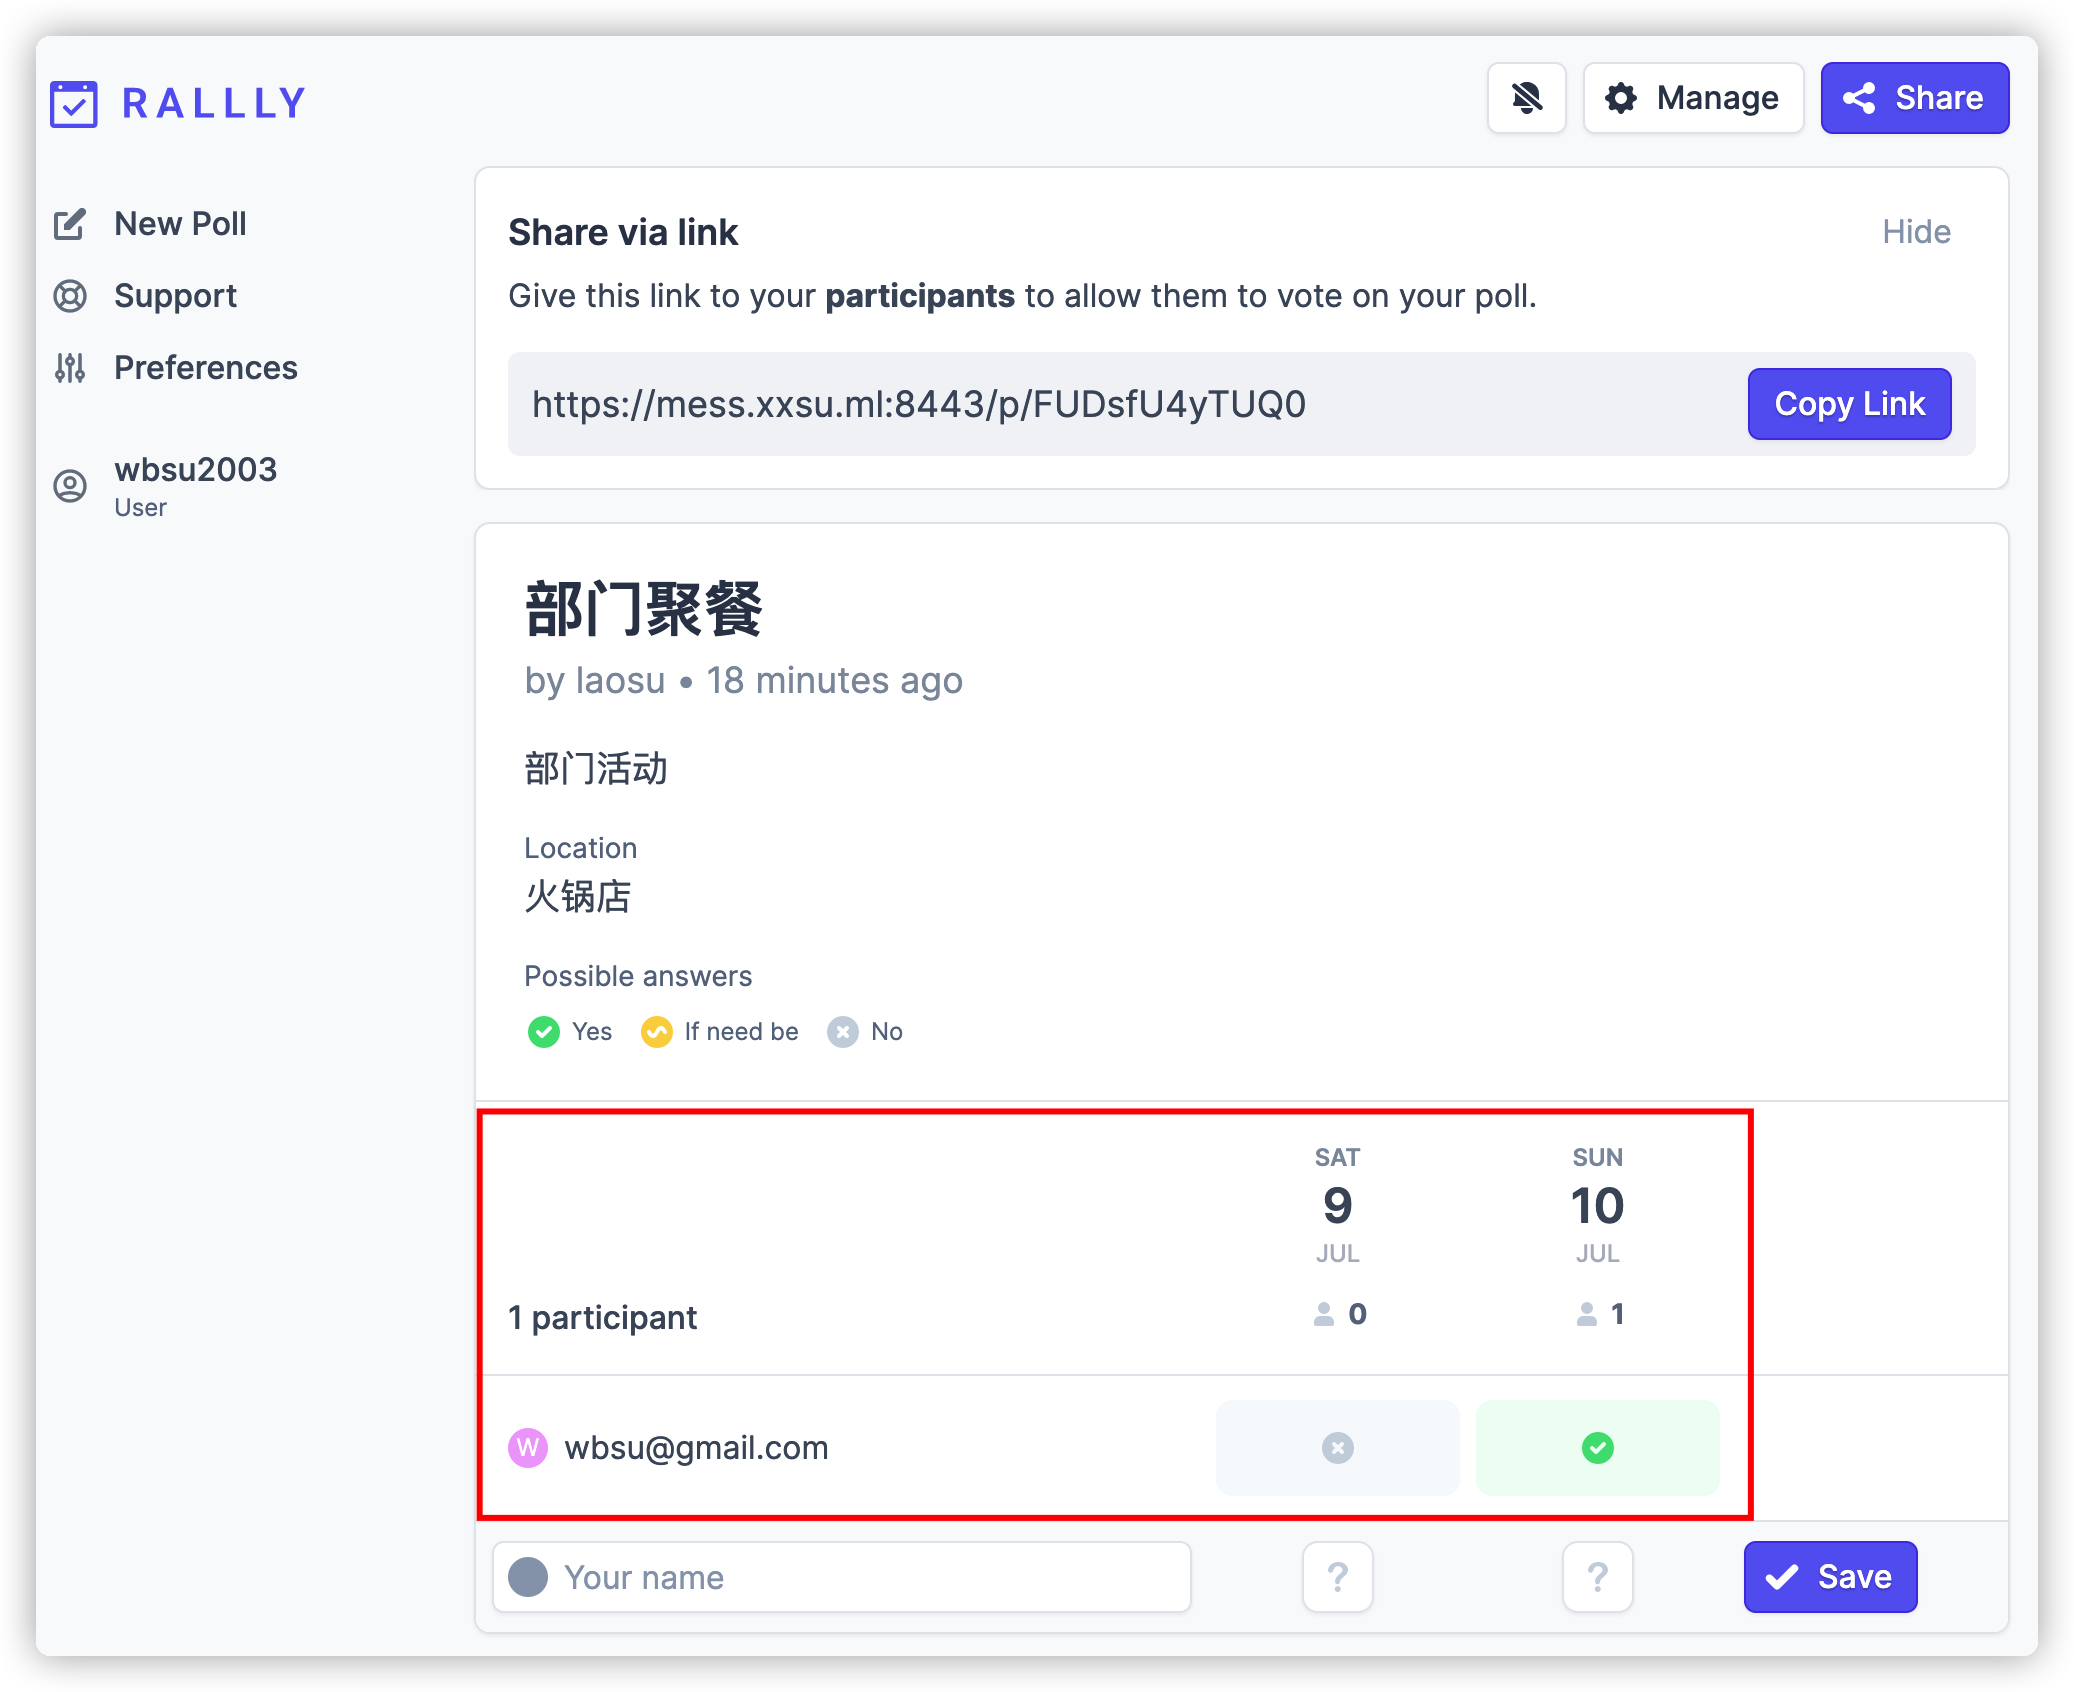 RALLLY
Manage
Share
New Poll
Support
Preferences
wbsu2003
User
Share via link
Hide
Give this link to your participants to allow them to vote on your poll.
https://mess.xxsu.ml:8443/p/FUDsfU4yTUQ0
Copy Link
部门聚餐
by laosu • 18 minutes ago
部门活动
Location
火锅店
Possible answers
Yes If need be No
SAT SUN
9 10
JUL JUL
1 participant 0 1
W wbsu@gmail.com
Your name ? ? Save